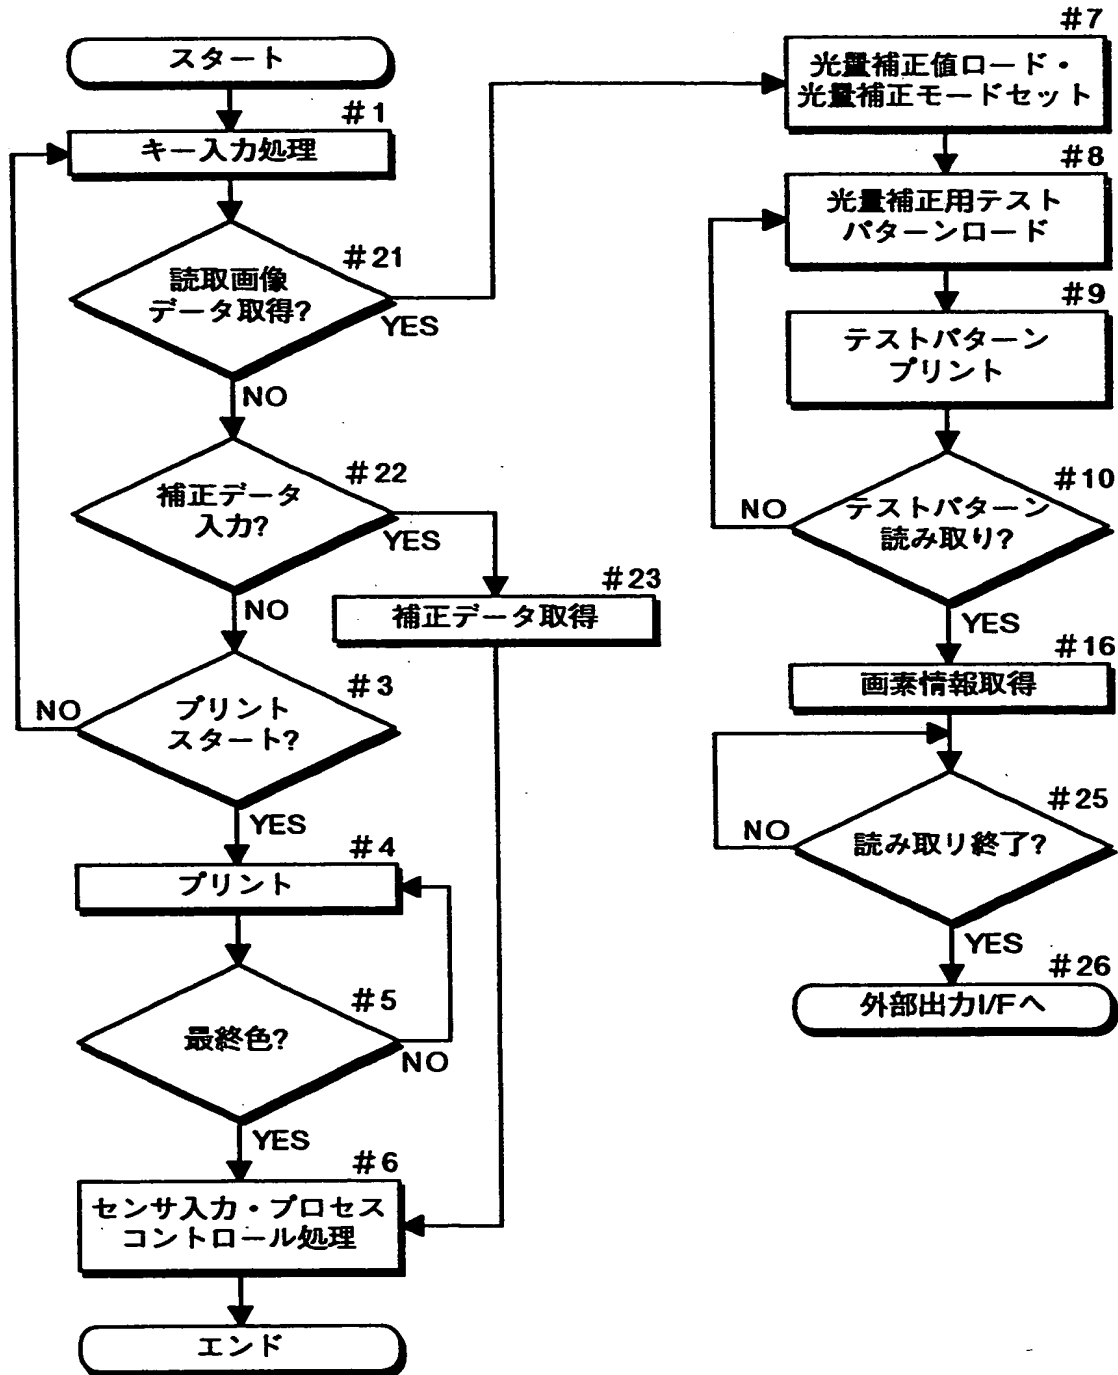 スタート
#1
キー入力処理
#21
読取画像
データ取得?
YES
NO
#22
補正データ
入力?
YES
NO
#23
補正データ取得
#3
プリント
スタート?
NO
YES
#4
プリント
#5
最終色?
NO
YES
#6
センサ入力・プロセス
コントロール処理
エンド
#7
光量補正値ロード・
光量補正モードセット
#8
光量補正用テスト
パターンロード
#9
テストパターン
プリント
#10
テストパターン
読み取り?
NO
YES
#16
画素情報取得
#25
読み取り終了?
NO
YES
#26
外部出力I/Fへ